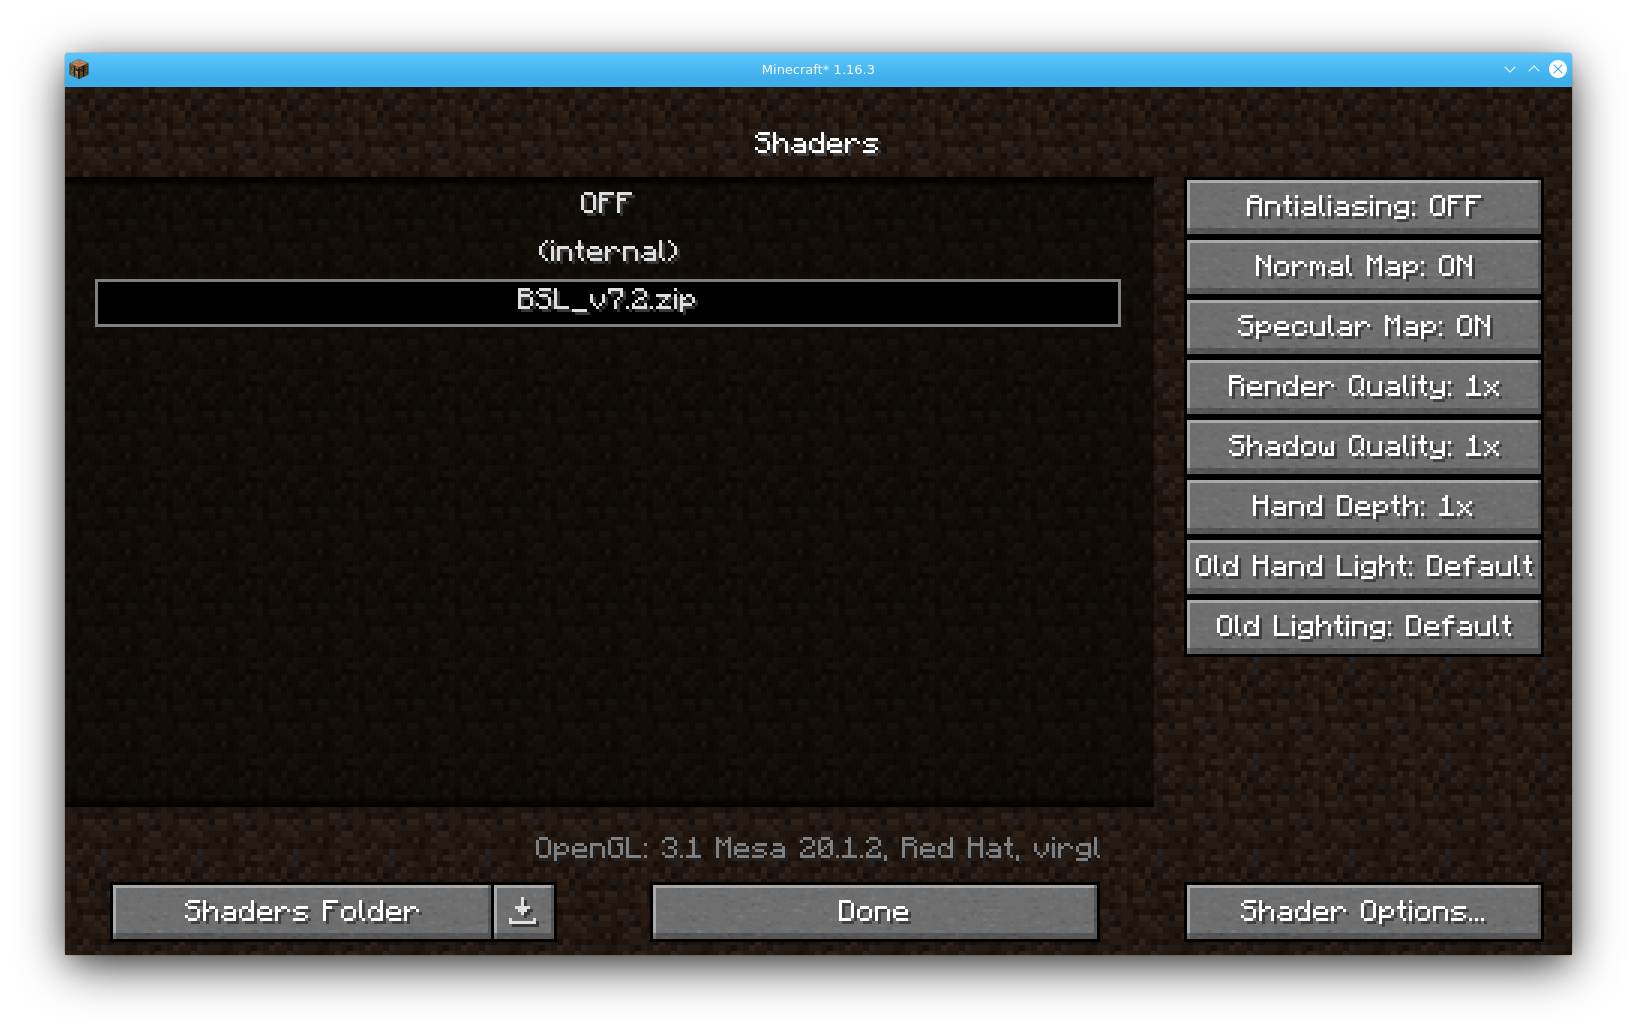 Minecraft* 1.16.3
Shaders
OFF
(internal)
BSL_v7.2.zip
Antialiasing: OFF
Normal Map: ON
Specular Map: ON
Render Quality: 1x
Shadow Quality: 1x
Hand Depth: 1x
Old Hand Light: Default
Old Lighting: Default
OpenGL: 3.1 Mesa 20.1.2, Red Hat, virgl
Shaders Folder
Done
Shader Options...